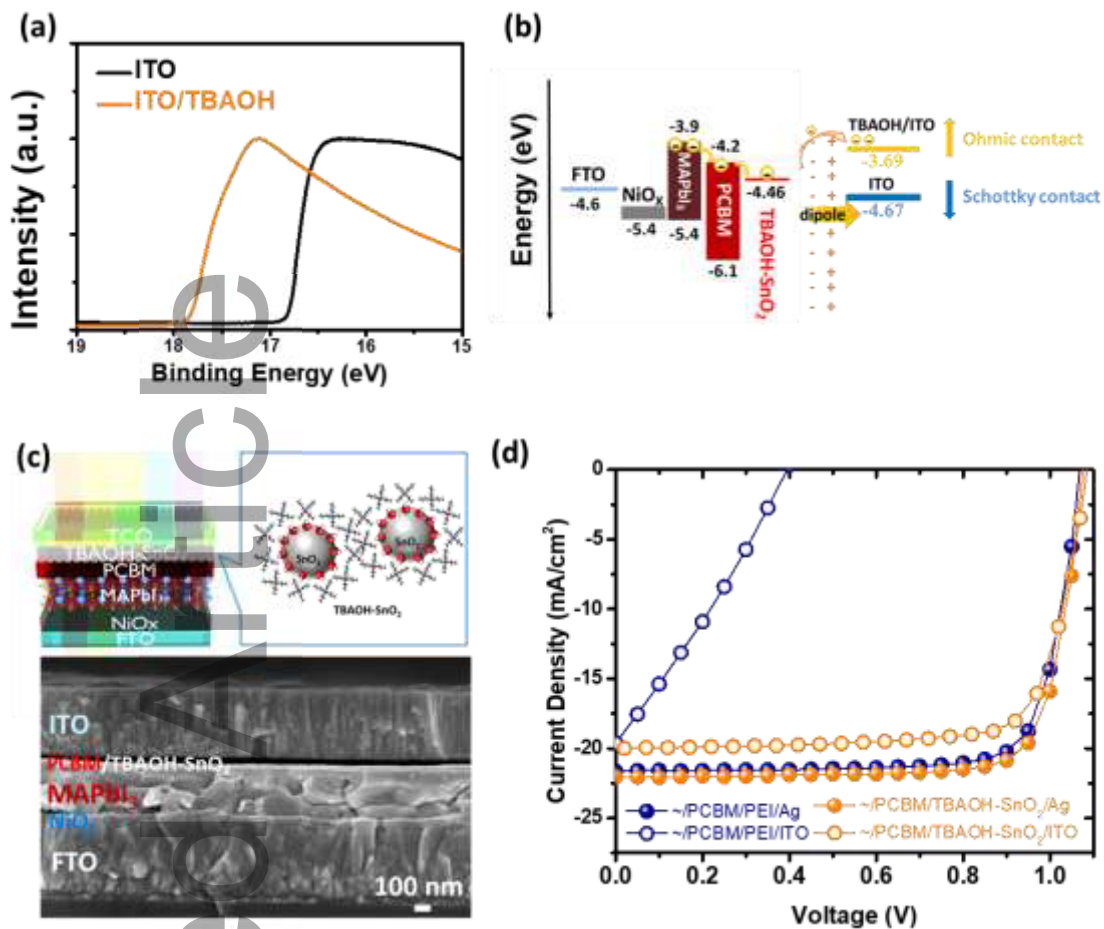 (a)
ITO
ITO/TBAOH
Intensity (a.u.)
19 18 17 16 15
Binding Energy (eV)
(b)
Energy (eV)
FTO
-4.6
NiOx
-5.4
-3.9
MAPbI3
-5.4
-4.2
PCBM
-6.1
-4.46
TBAOH-SnO2
dipole
TBAOH/ITO
-3.69
ITO
-4.67
Ohmic contact
Schottky contact
(c)
TCO
PCBM
MAPbI3
NiOx
FTO
SnO2
SnO2
TBAOH-SnO2
ITO
PCBM/TBAOH-SnO2
MAPbI3
NiOx
FTO
100 nm
(d)
Current Density (mA/cm2)
0
-5
-10
-15
-20
-25
~/PCBM/PEI/Ag
~/PCBM/TBAOH-SnO2/Ag
~/PCBM/PEI/ITO
~/PCBM/TBAOH-SnO2/ITO
0.0 0.2 0.4 0.6 0.8 1.0
Voltage (V)
Article